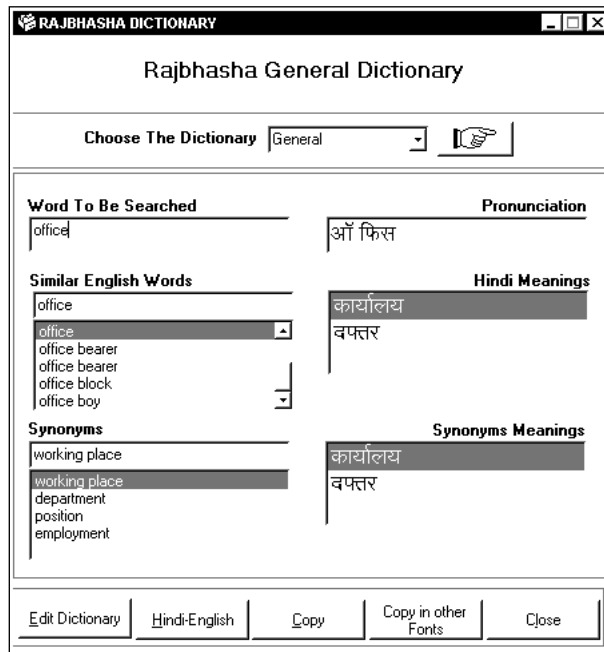 RAJBHASHA DICTIONARY
Rajbhasha General Dictionary
Choose The Dictionary General
Word To Be Searched
office
Pronunciation
ऑ फिस
Similar English Words
office
office
office bearer
office bearer
office block
office boy
Hindi Meanings
कार्यालय
दफ्तर
Synonyms
working place
working place
department
position
employment
Synonyms Meanings
कार्यालय
दफ्तर
Edit Dictionary
Hindi-English
Copy
Copy in other
Fonts
Close